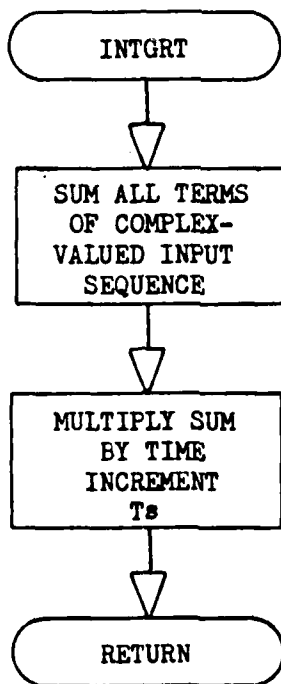 INTGRT
SUM ALL TERMS
OF COMPLEX-
VALUED INPUT
SEQUENCE
MULTIPLY SUM
BY TIME
INCREMENT
Ts
RETURN